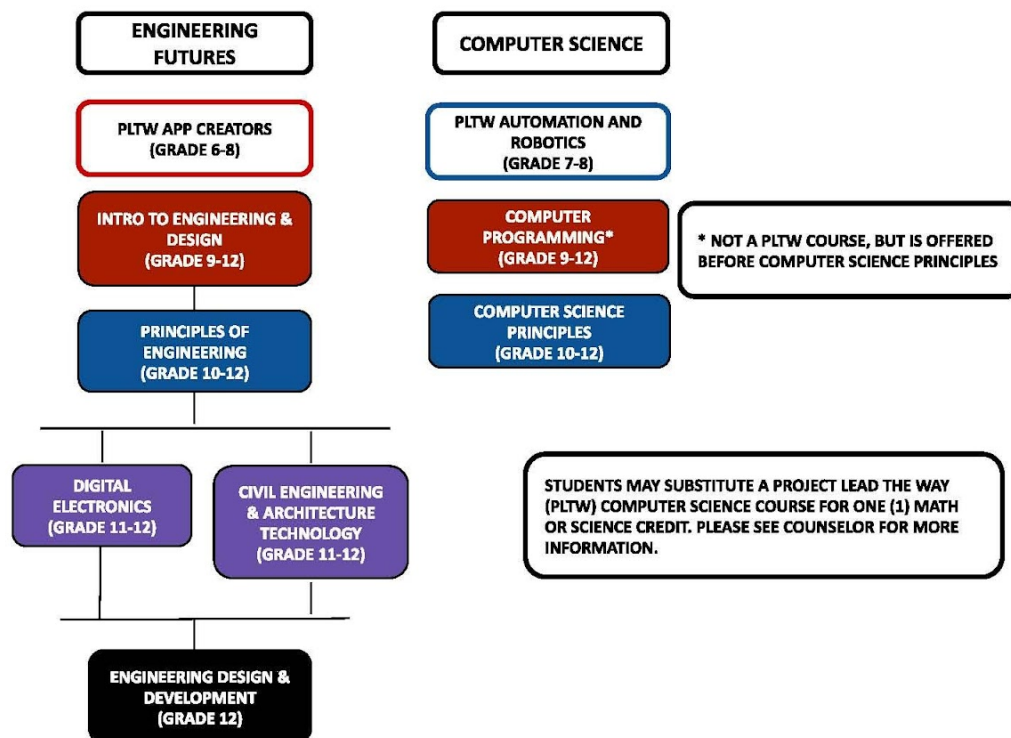 ENGINEERING
FUTURES
COMPUTER SCIENCE
PLTW APP CREATORS
(GRADE 6-8)
PLTW AUTOMATION AND
ROBOTICS
(GRADE 7-8)
INTRO TO ENGINEERING &
DESIGN
(GRADE 9-12)
COMPUTER
PROGRAMMING*
(GRADE 9-12)
* NOT A PLTW COURSE, BUT IS OFFERED
BEFORE COMPUTER SCIENCE PRINCIPLES
PRINCIPLES OF
ENGINEERING
(GRADE 10-12)
COMPUTER SCIENCE
PRINCIPLES
(GRADE 10-12)
DIGITAL
ELECTRONICS
(GRADE 11-12)
CIVIL ENGINEERING
& ARCHITECTURE
TECHNOLOGY
(GRADE 11-12)
STUDENTS MAY SUBSTITUTE A PROJECT LEAD THE WAY
(PLTW) COMPUTER SCIENCE COURSE FOR ONE (1) MATH
OR SCIENCE CREDIT. PLEASE SEE COUNSELOR FOR MORE
INFORMATION.
ENGINEERING DESIGN &
DEVELOPMENT
(GRADE 12)